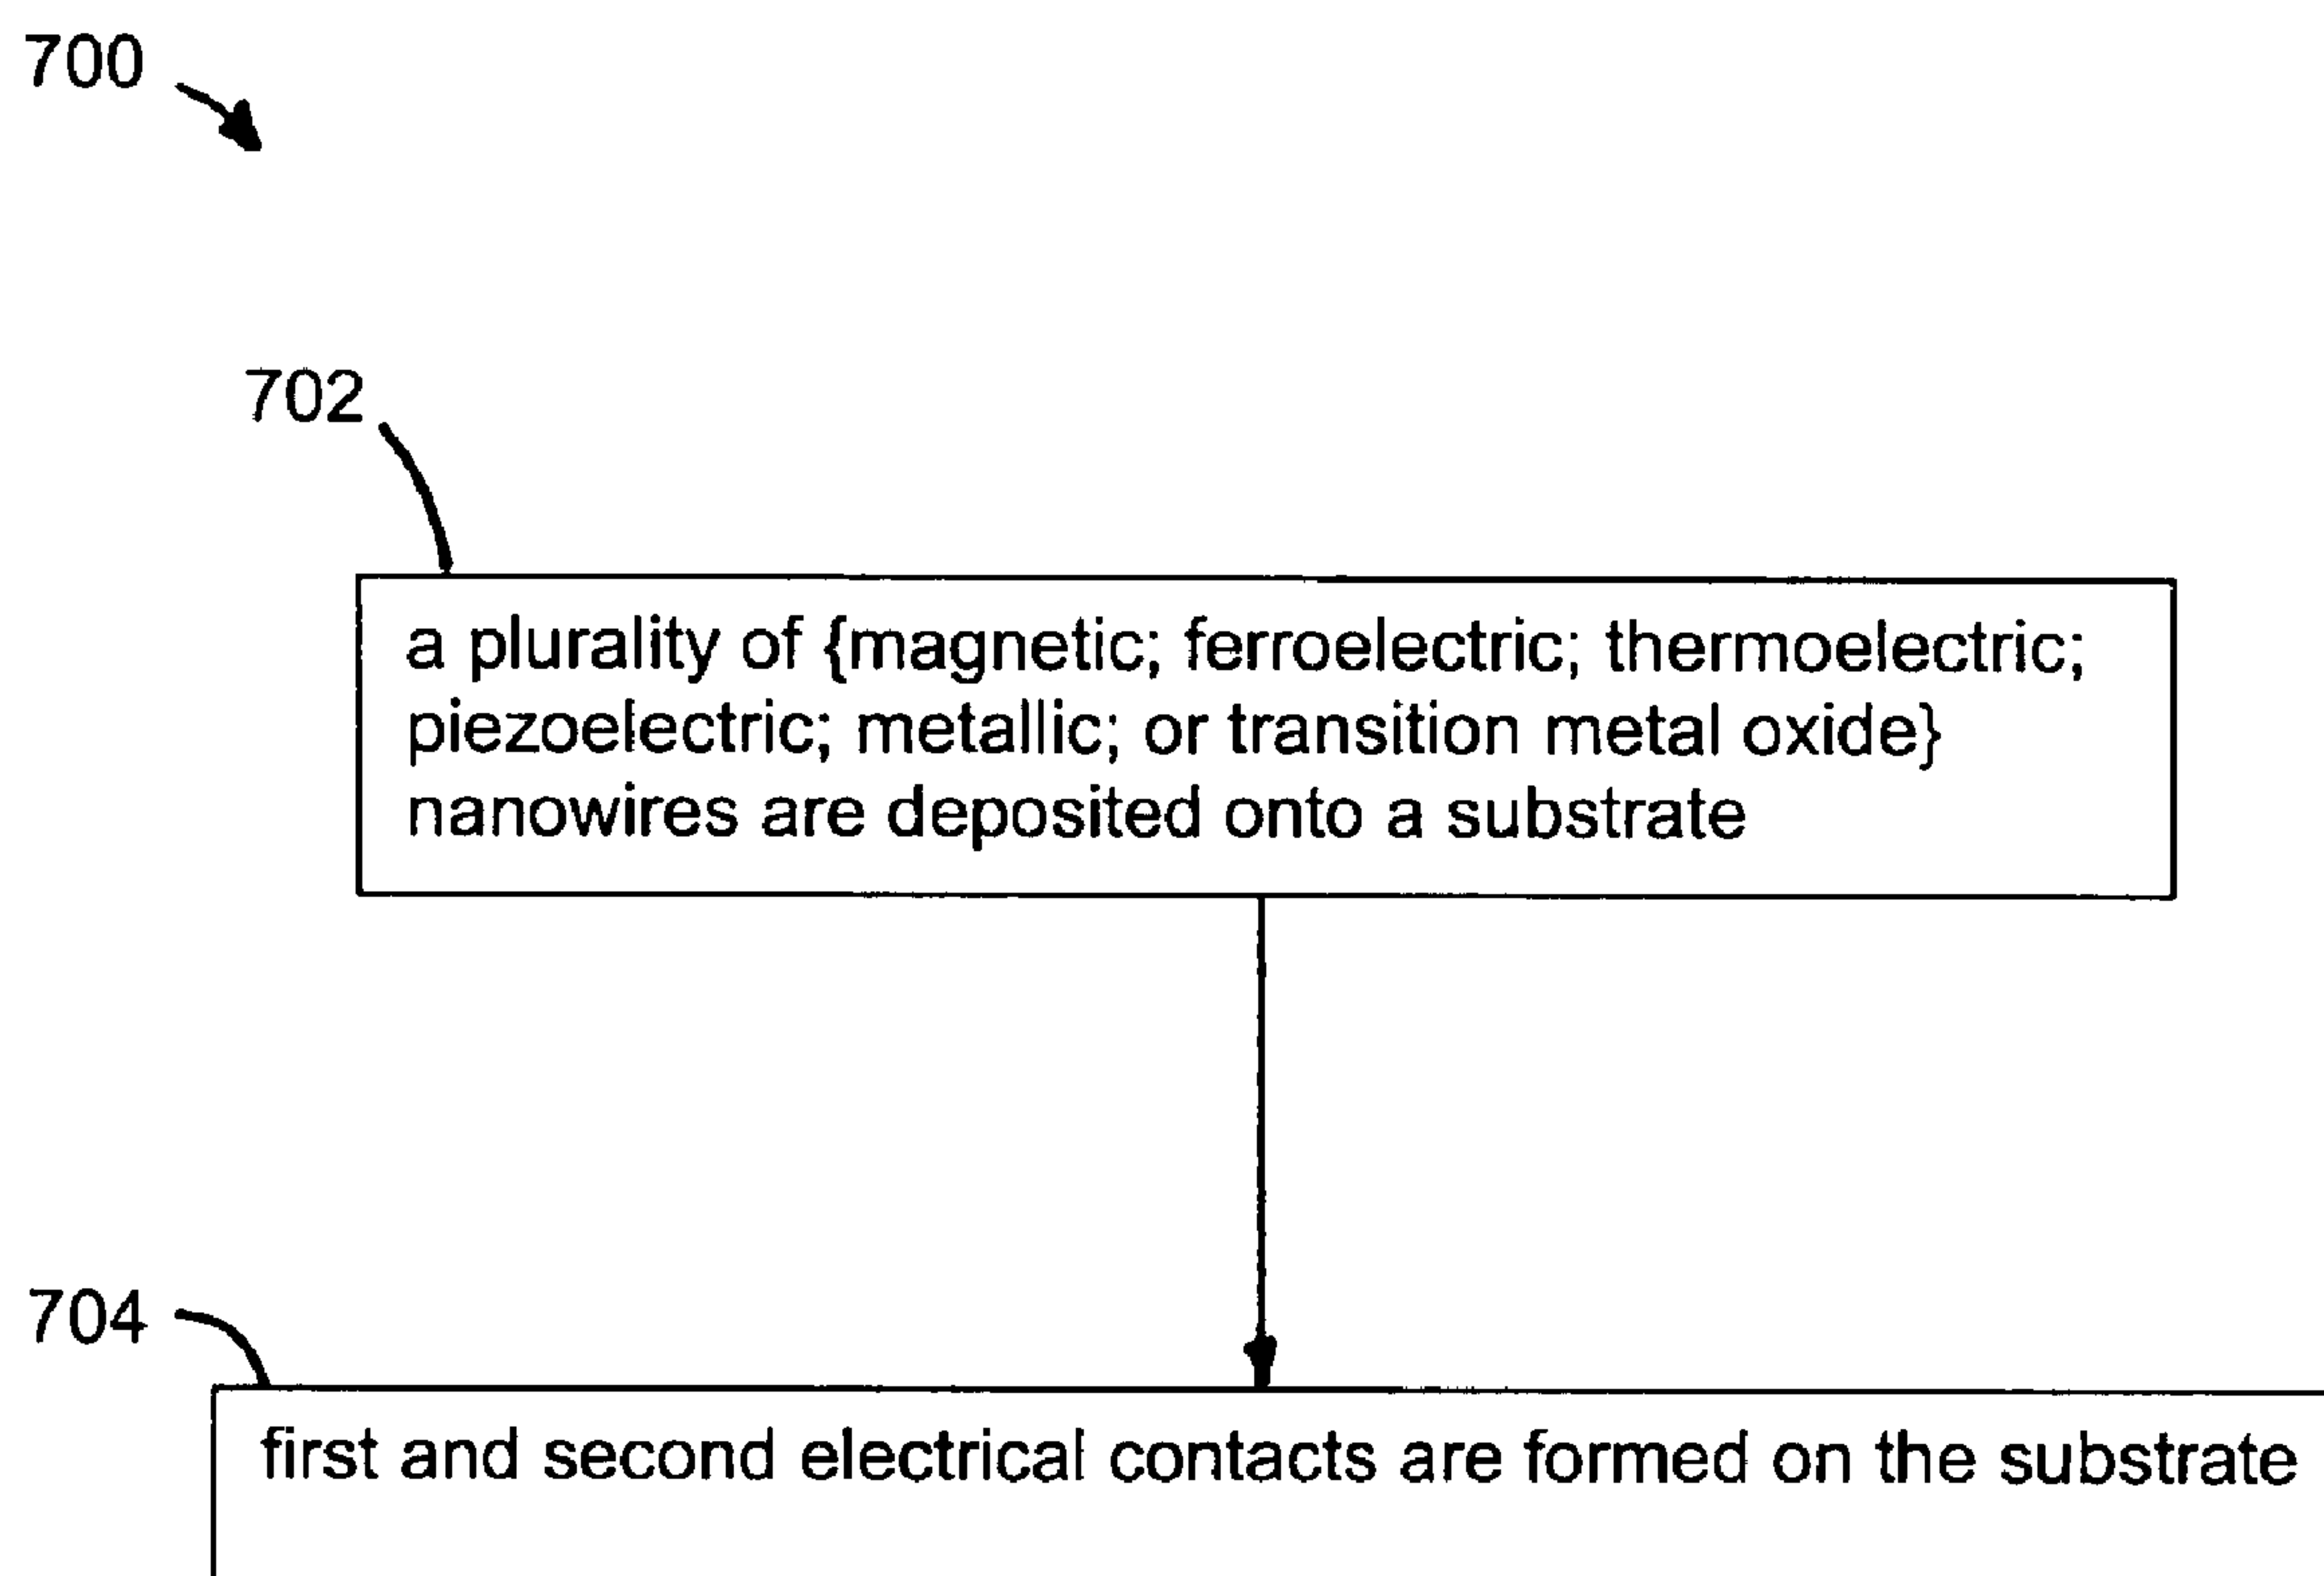 700
702
a plurality of {magnetic; ferroelectric; thermoelectric;
piezoelectric; metallic; or transition metal oxide}
nanowires are deposited onto a substrate
704
first and second electrical contacts are formed on the substrate